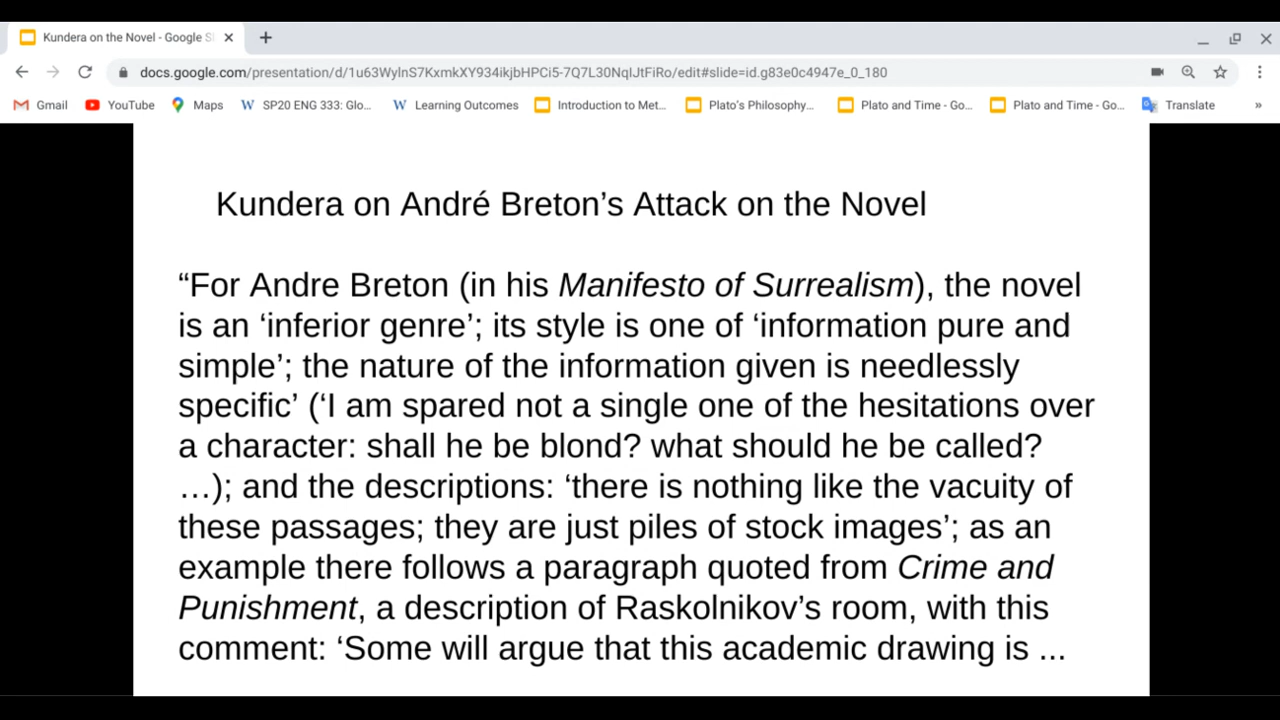 Kundera on the Novel - Google Sl
docs.google.com/presentation/d/1u63WylnS7KxmkXY934ikjbHPCi5-7Q7L30NqIJtFiRo/edit#slide=id.g83e0c4947e_0_180
Gmail YouTube Maps SP20 ENG 333: Glo... Learning Outcomes Introduction to Met... Plato's Philosophy... Plato and Time - Go... Plato and Time - Go... Translate »
Kundera on André Breton’s Attack on the Novel
“For Andre Breton (in his Manifesto of Surrealism), the novel
is an ‘inferior genre’; its style is one of ‘information pure and
simple’; the nature of the information given is needlessly
specific’ (‘I am spared not a single one of the hesitations over
a character: shall he be blond? what should he be called?
…); and the descriptions: ‘there is nothing like the vacuity of
these passages; they are just piles of stock images’; as an
example there follows a paragraph quoted from Crime and
Punishment, a description of Raskolnikov’s room, with this
comment: ‘Some will argue that this academic drawing is ...